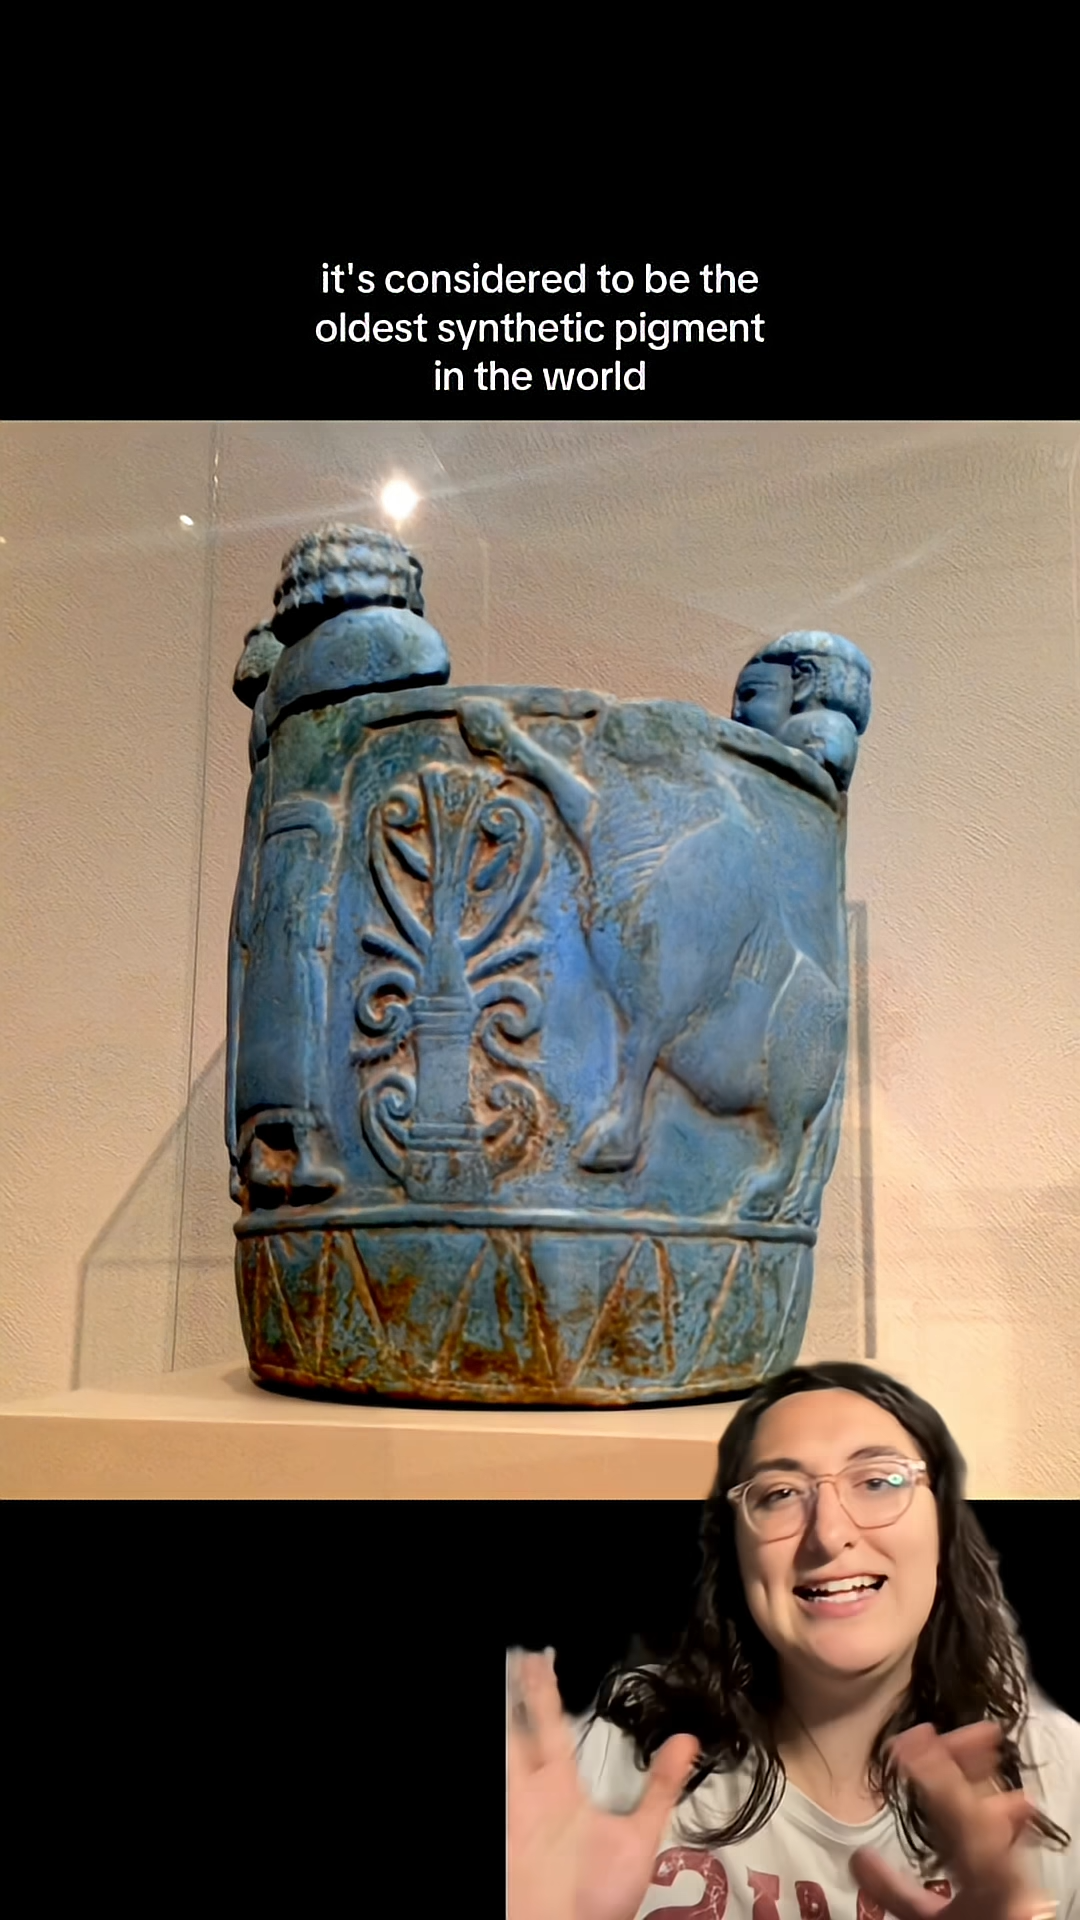 it's considered to be the
oldest synthetic pigment
in the world